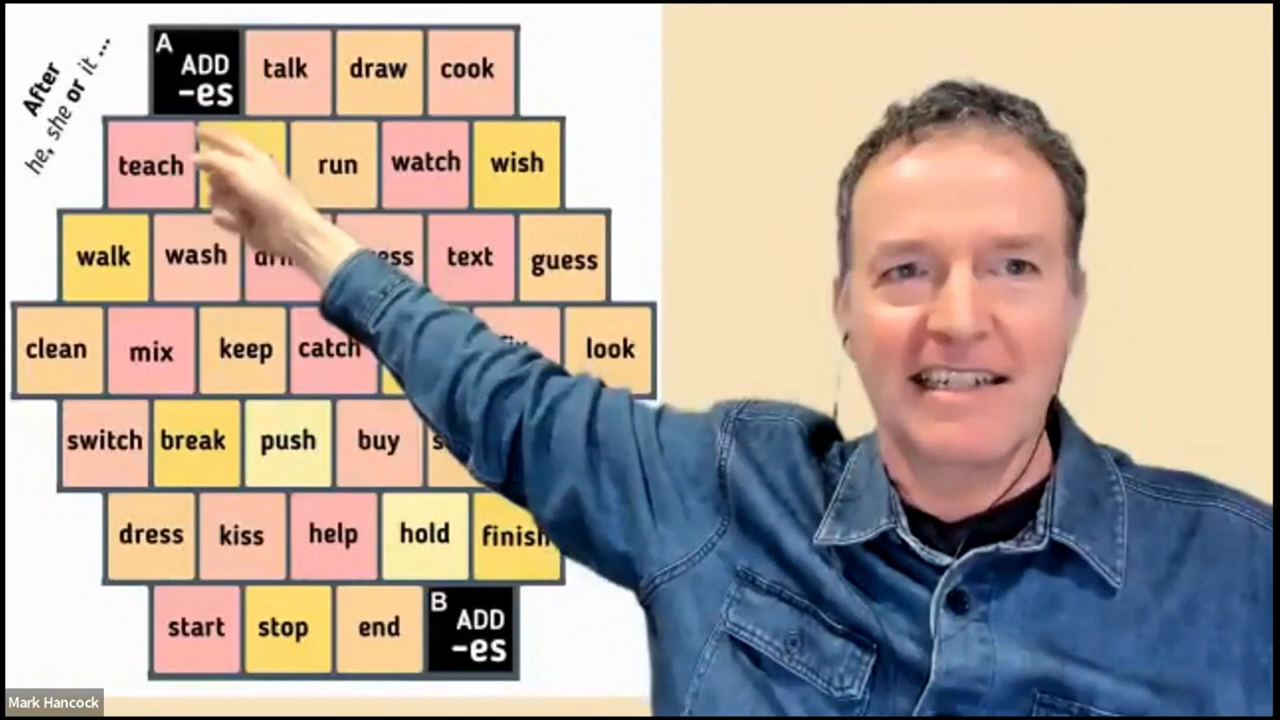 After
he, she or it ...
A
ADD
-es
talk draw cook
teach run watch wish
walk wash text guess
clean mix keep catch look
switch break push buy
dress kiss help hold finish
start stop end
B
ADD
-es
Mark Hancock